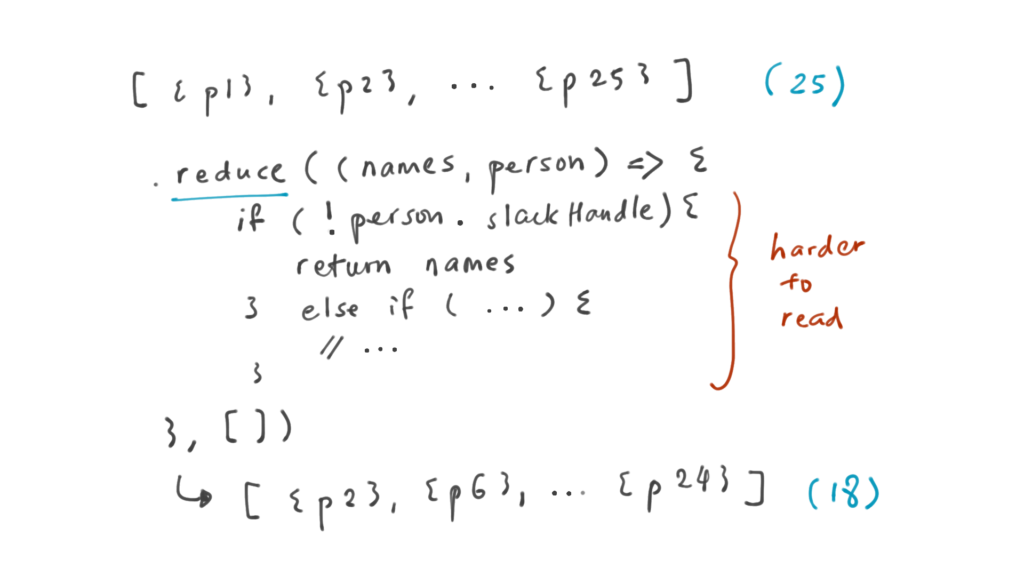 [ {p1}, {p2}, ... {p25} ] (25)
.reduce((names, person) => {
if (!person.slackHandle) {
return names
} else if ( ... ) {
// ...
}
}, [])
harder
to
read
↳ [ {p2}, {p6}, ... {p24} ] (18)